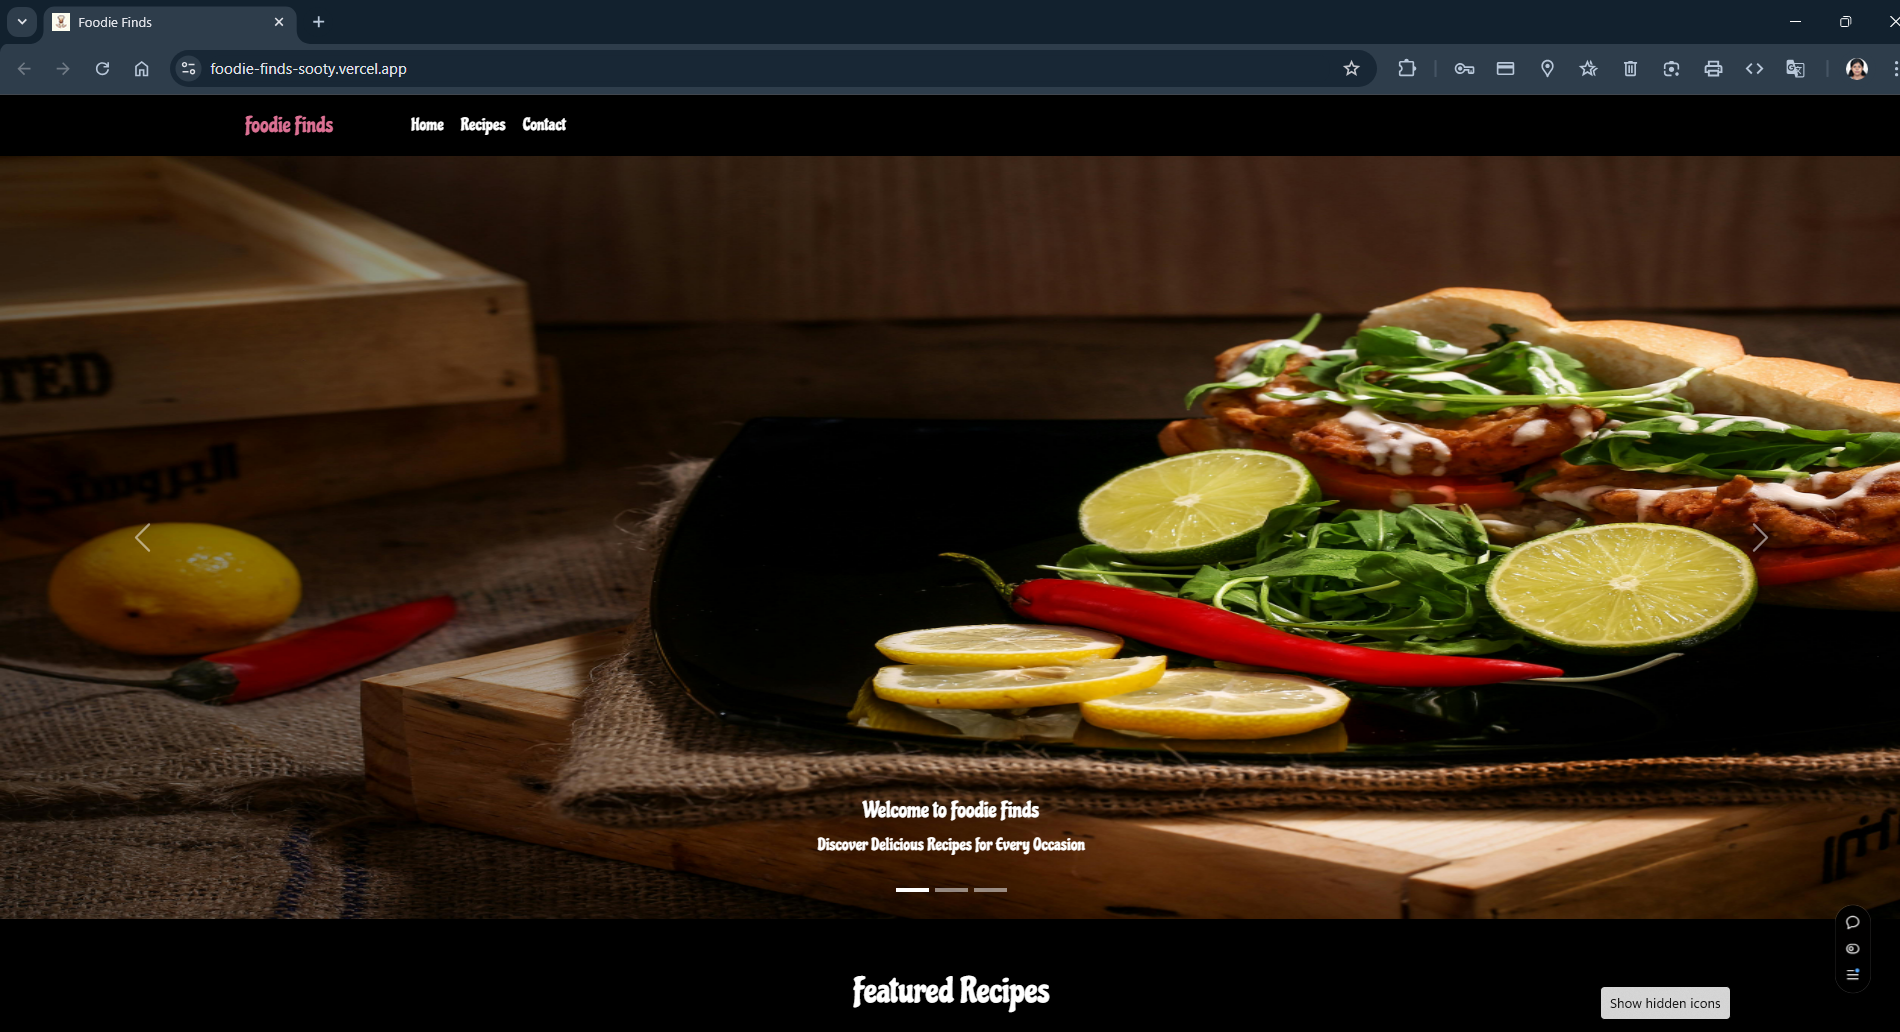 Foodie Finds
foodie-finds-sooty.vercel.app
Foodie Finds
Home Recipes Contact
TED
Welcome to Foodie Finds
Discover Delicious Recipes for Every Occasion
Featured Recipes
Show hidden icons